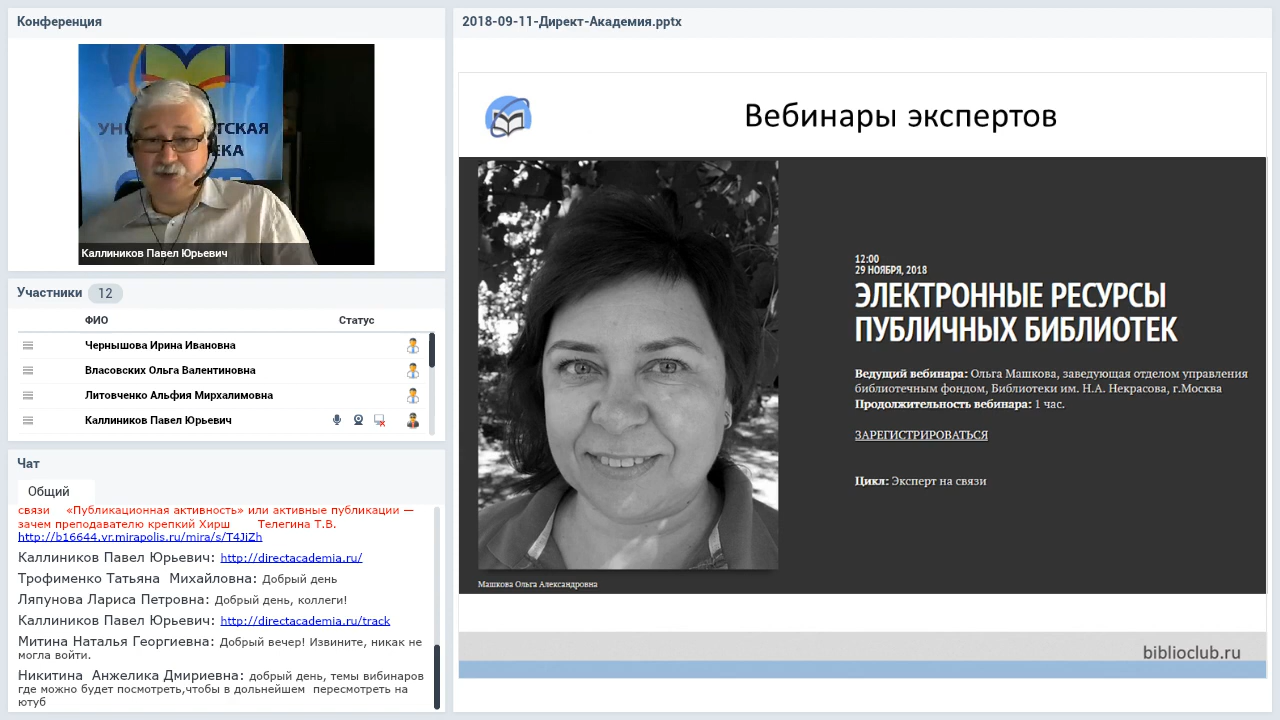 Конференция
УНИ ТСКАЯ
ЕКА
Каллиников Павел Юрьевич
Участники 12
ФИО Статус
Чернышова Ирина Ивановна
Власовских Ольга Валентиновна
Литовченко Альфия Мирхалимовна
Каллиников Павел Юрьевич
Чат
Общий
связи «Публикационная активность» или активные публикации —
зачем преподавателю крепкий Хирш Телегина Т.В.
http://b16644.vr.mirapolis.ru/mira/s/T4JiZh
Каллиников Павел Юрьевич: http://directacademia.ru/
Трофименко Татьяна Михайловна: Добрый день
Ляпунова Лариса Петровна: Добрый день, коллеги!
Каллиников Павел Юрьевич: http://directacademia.ru/track
Митина Наталья Георгиевна: Добрый вечер! Извините, никак не
могла войти.
Никитина Анжелика Дмириевна: добрый день, темы вибинаров
где можно будет посмотреть,чтобы в дольнейшем пересмотреть на
ютуб
2018-09-11-Директ-Академия.pptx
Вебинары экспертов
12:00
29 НОЯБРЯ, 2018
ЭЛЕКТРОННЫЕ РЕСУРСЫ
ПУБЛИЧНЫХ БИБЛИОТЕК
Ведущий вебинара: Ольга Машкова, заведующая отделом управления
библиотечным фондом, Библиотеки им. Н.А. Некрасова, г.Москва
Продолжительность вебинара: 1 час.
ЗАРЕГИСТРИРОВАТЬСЯ
Цикл: Эксперт на связи
Машкова Ольга Александровна
biblioclub.ru